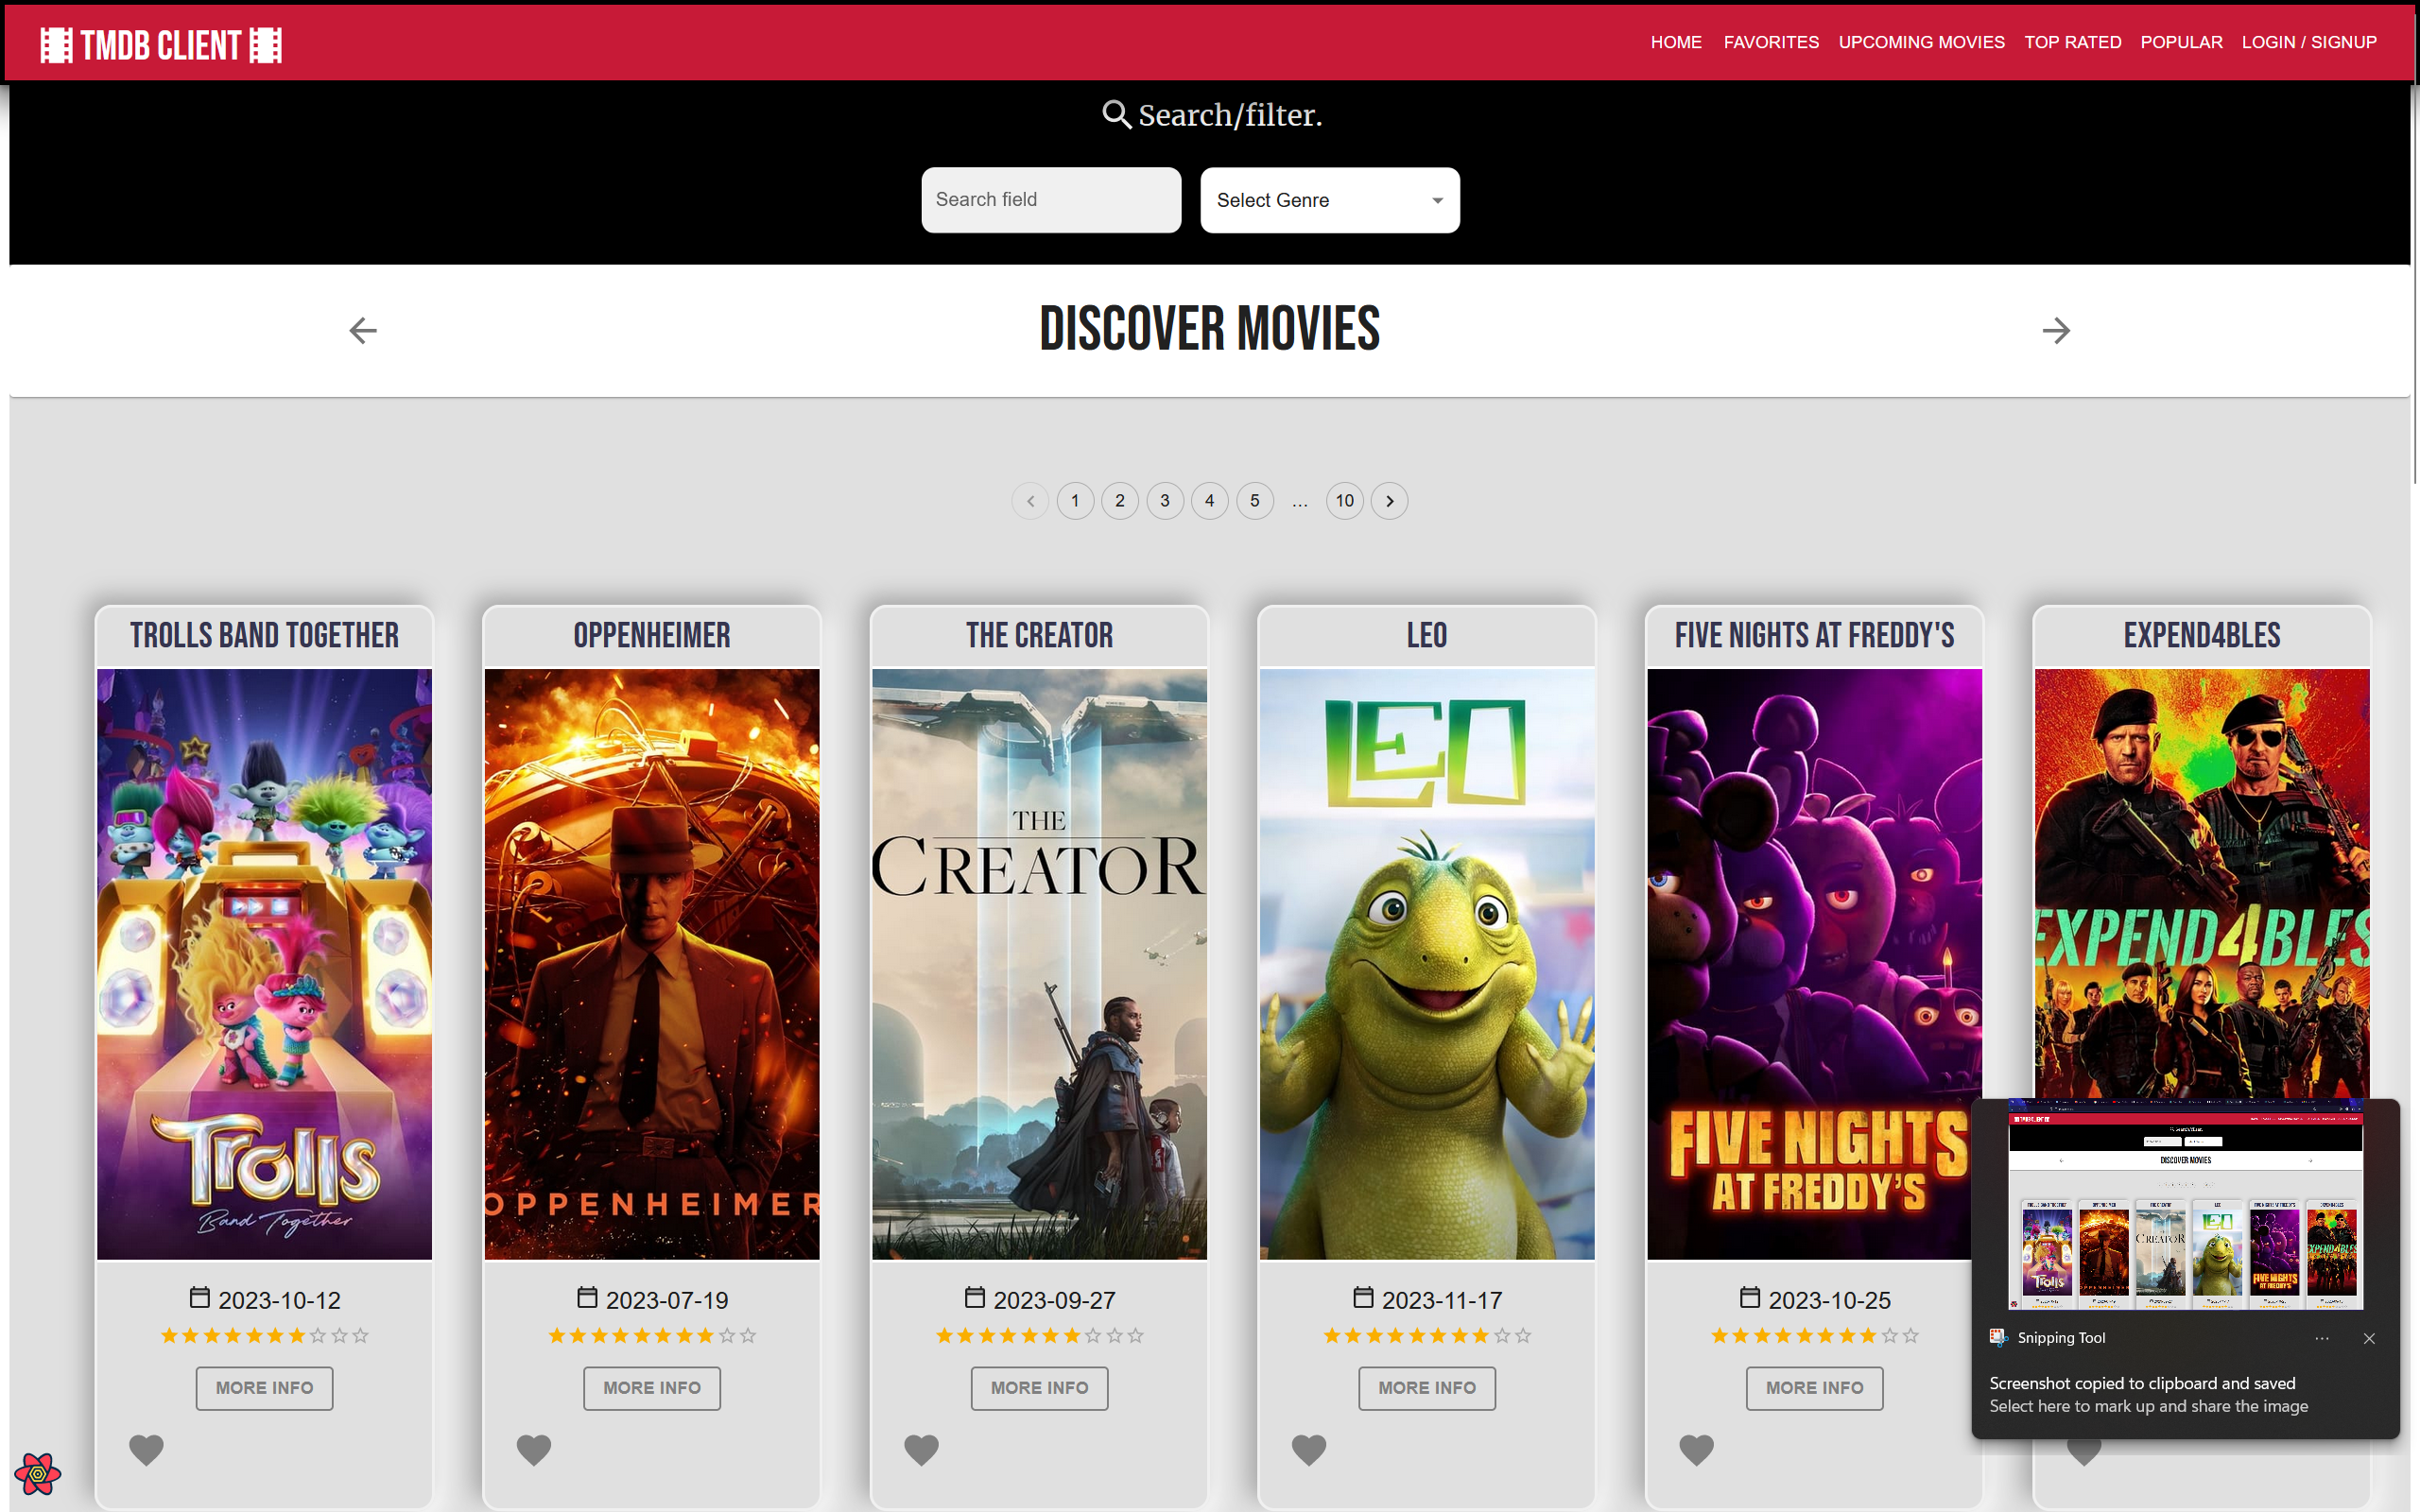 TMDB CLIENT
HOME FAVORITES UPCOMING MOVIES TOP RATED POPULAR LOGIN / SIGNUP
Search/filter.
Search field
Select Genre
DISCOVER MOVIES
1 2 3 4 5 ... 10
TROLLS BAND TOGETHER
OPPENHEIMER
THE CREATOR
LEO
FIVE NIGHTS AT FREDDY'S
EXPEND4BLES
Trolls
Band Together
OPPENHEIMER
THE
CREATOR
LEO
FIVE NIGHTS
AT FREDDY'S
EXPEND4BLES
2023-10-12
2023-07-19
2023-09-27
2023-11-17
2023-10-25
MORE INFO
MORE INFO
MORE INFO
MORE INFO
MORE INFO
DISCOVER MOVIES
Snipping Tool
Screenshot copied to clipboard and saved
Select here to mark up and share the image